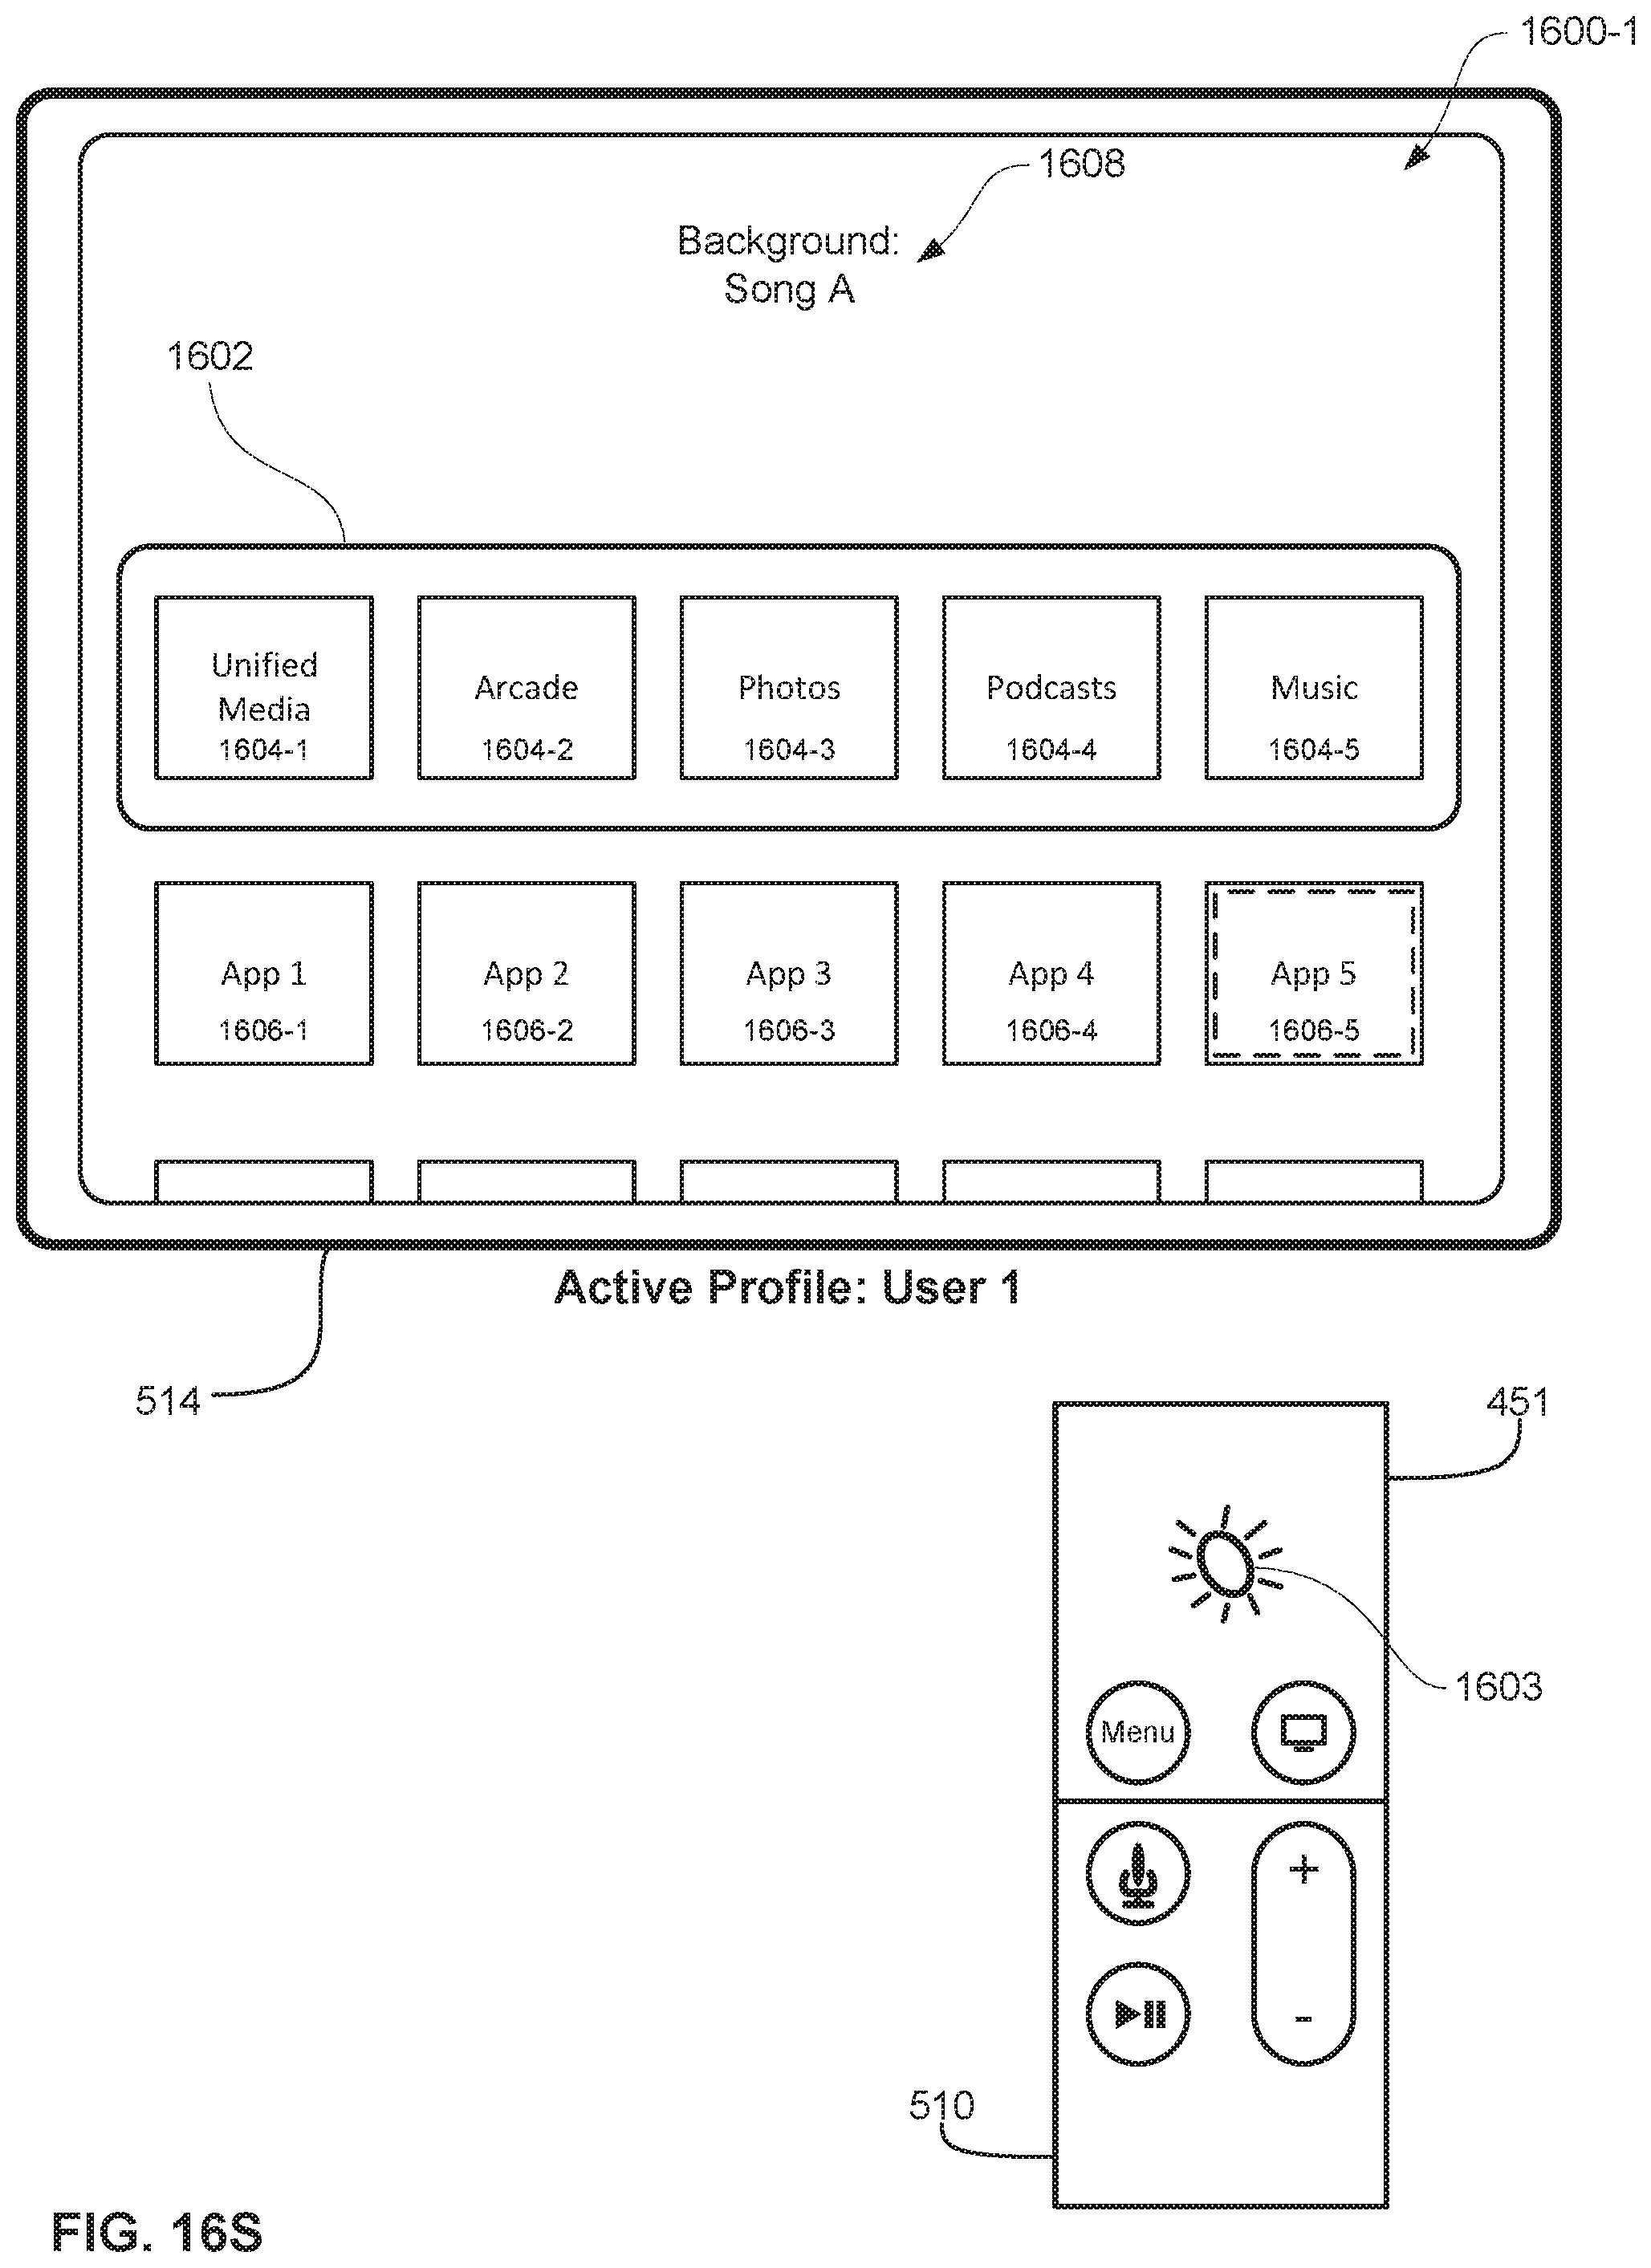 1600-1
1608
Background:
Song A
1602
Unified
Media
1604-1
Arcade
1604-2
Photos
1604-3
Podcasts
1604-4
Music
1604-5
App 1
1606-1
App 2
1606-2
App 3
1606-3
App 4
1606-4
App 5
1606-5
Active Profile: User 1
514
451
1603
Menu
+
-
510
FIG. 16S